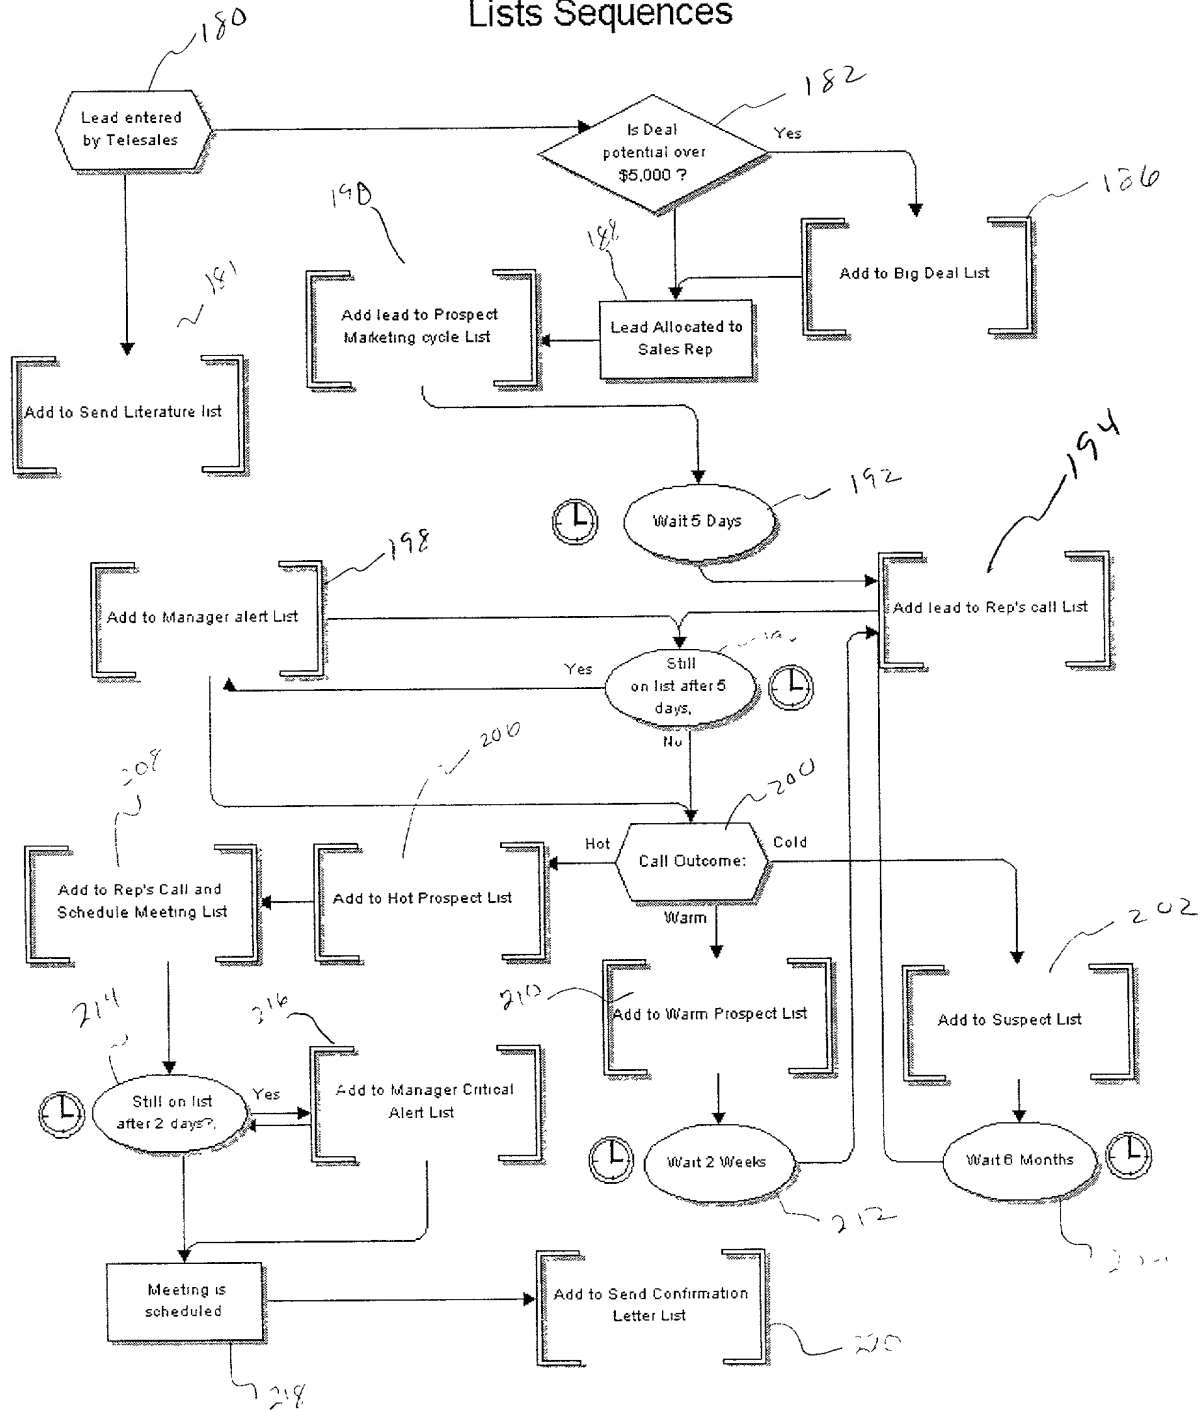 Lists Sequences
180
Lead entered
by Telesales
182
Is Deal
potential over
$5,000 ?
Yes
186
Add to Big Deal List
190
188
Add lead to Prospect
Marketing cycle List
Lead Allocated to
Sales Rep
181
Add to Send Literature list
192
Wait 5 Days
194
198
Add to Manager alert List
Add lead to Rep's call List
Still
on list after 5
days.
Yes
No
208
200
200
Hot
Call Outcome:
Cold
Warm
Add to Rep's Call and
Schedule Meeting List
Add to Hot Prospect List
202
210
Add to Warm Prospect List
Add to Suspect List
214
216
Still on list
after 2 days?.
Yes
Add to Manager Critical
Alert List
Wait 2 Weeks
212
Wait 6 Months
Meeting is
scheduled
218
Add to Send Confirmation
Letter List
220